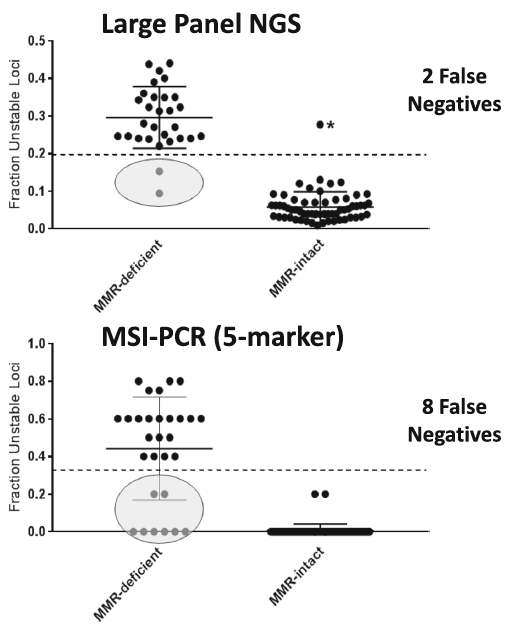 Large Panel NGS
Fraction Unstable Loci
0.5
0.4
0.3
0.2
0.1
0.0
*
2 False
Negatives
MMR-deficient
MMR-intact
MSI-PCR (5-marker)
Fraction Unstable Loci
1.0
0.8
0.6
0.4
0.2
0.0
8 False
Negatives
MMR-deficient
MMR-intact